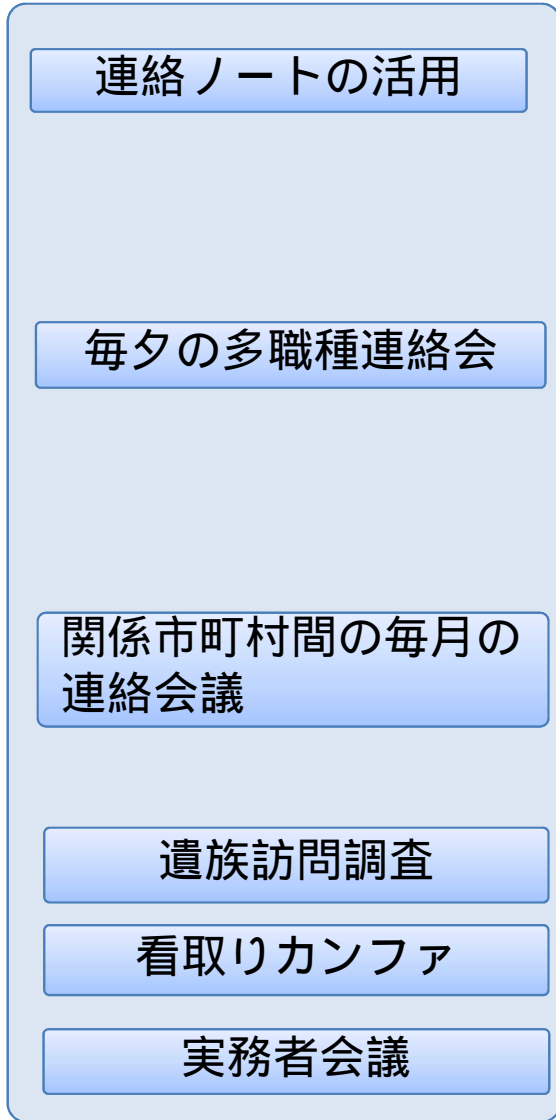 連絡ノートの活用
毎夕の多職種連絡会
関係市町村間の毎月の
連絡会議
遺族訪問調査
看取りカンファ
実務者会議